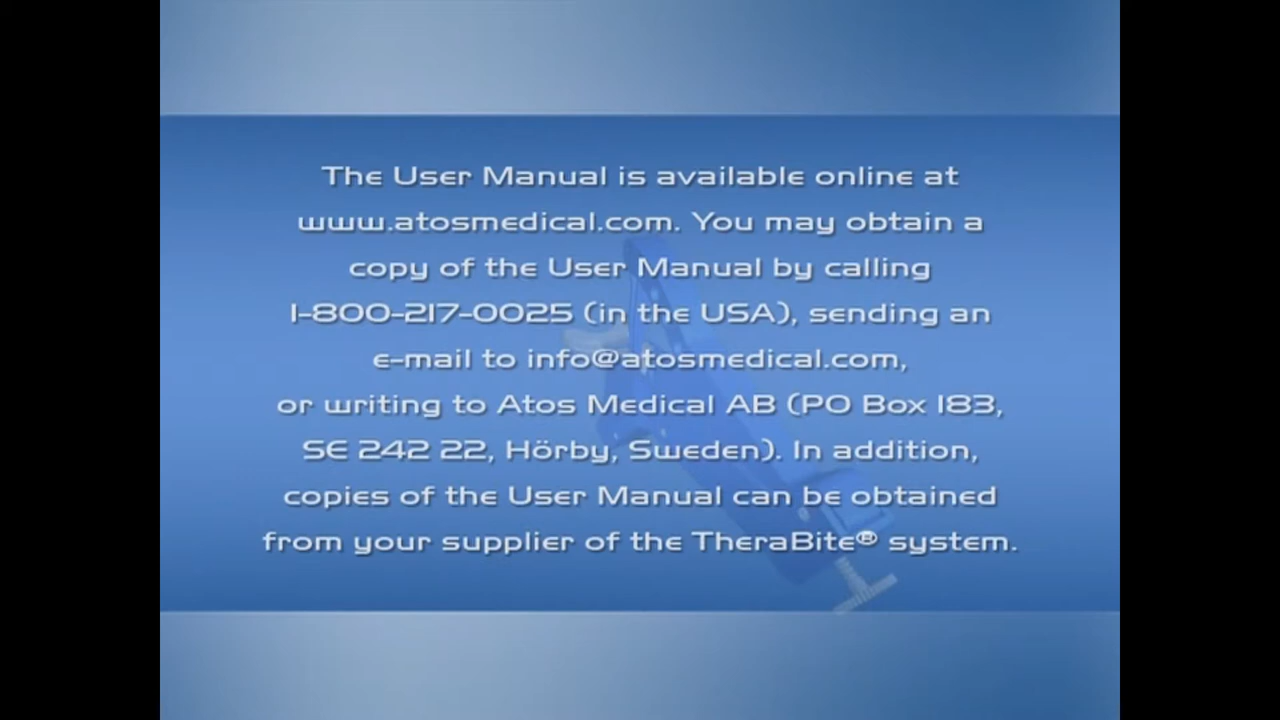 The User Manual is available online at
www.atosmedical.com. You may obtain a
copy of the User Manual by calling
1-800-217-0025 (in the USA), sending an
e-mail to info@atosmedical.com,
or writing to Atos Medical AB (PO Box 183,
SE 242 22, Hörby, Sweden). In addition,
copies of the User Manual can be obtained
from your supplier of the TheraBite® system.